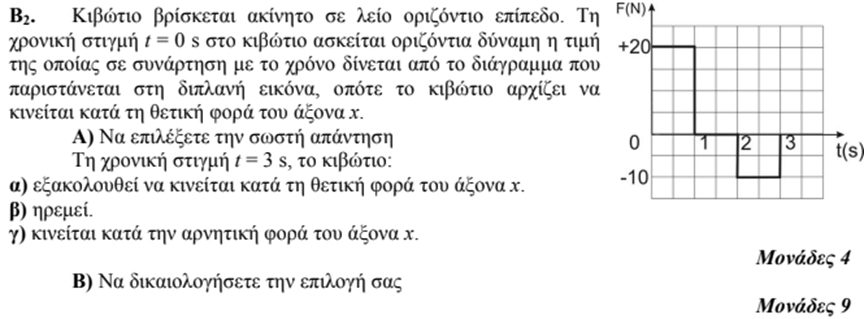 Β₂. Κιβώτιο βρίσκεται ακίνητο σε λείο οριζόντιο επίπεδο. Τη
χρονική στιγμή t = 0 s στο κιβώτιο ασκείται οριζόντια δύναμη η τιμή
της οποίας σε συνάρτηση με το χρόνο δίνεται από το διάγραμμα που
παριστάνεται στη διπλανή εικόνα, οπότε το κιβώτιο αρχίζει να
κινείται κατά τη θετική φορά του άξονα x.
Α) Να επιλέξετε την σωστή απάντηση
Τη χρονική στιγμή t = 3 s, το κιβώτιο:
α) εξακολουθεί να κινείται κατά τη θετική φορά του άξονα x.
β) ηρεμεί.
γ) κινείται κατά την αρνητική φορά του άξονα x.
Μονάδες 4
Β) Να δικαιολογήσετε την επιλογή σας
Μονάδες 9
F(N)
+20
0 1 2 3 t(s)
-10